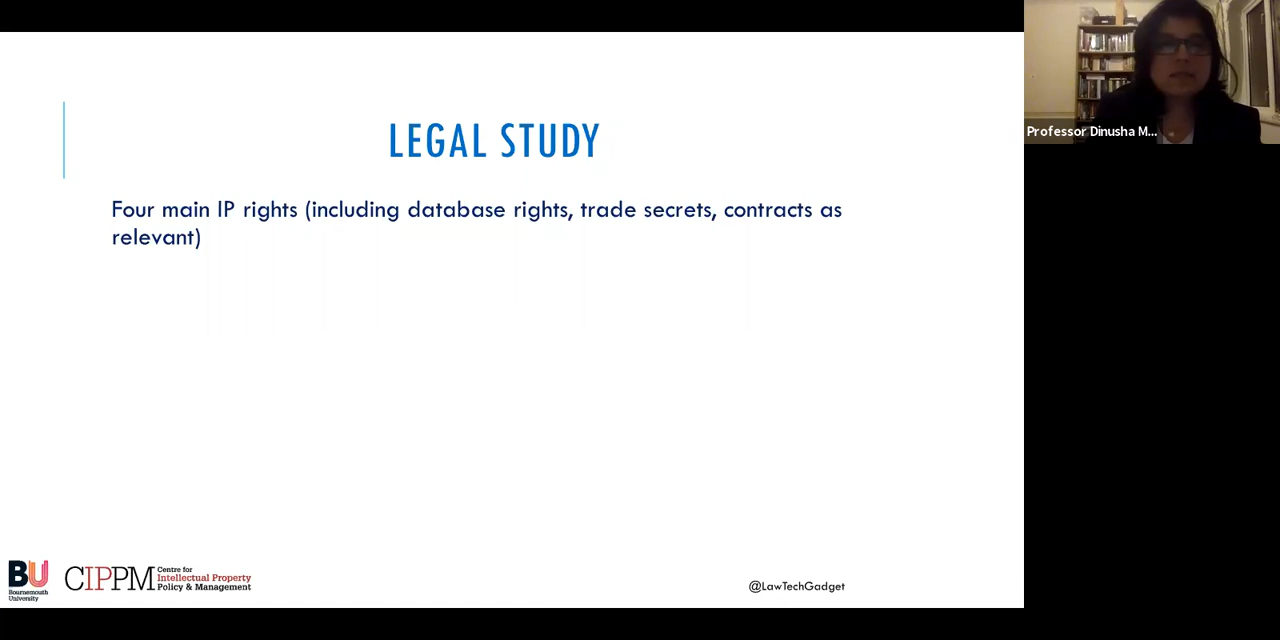 Professor Dinusha M...
LEGAL STUDY
Four main IP rights (including database rights, trade secrets, contracts as
relevant)
BU
Bournemouth
University
CIPPM
Centre for
Intellectual Property
Policy & Management
@LawTechGadget